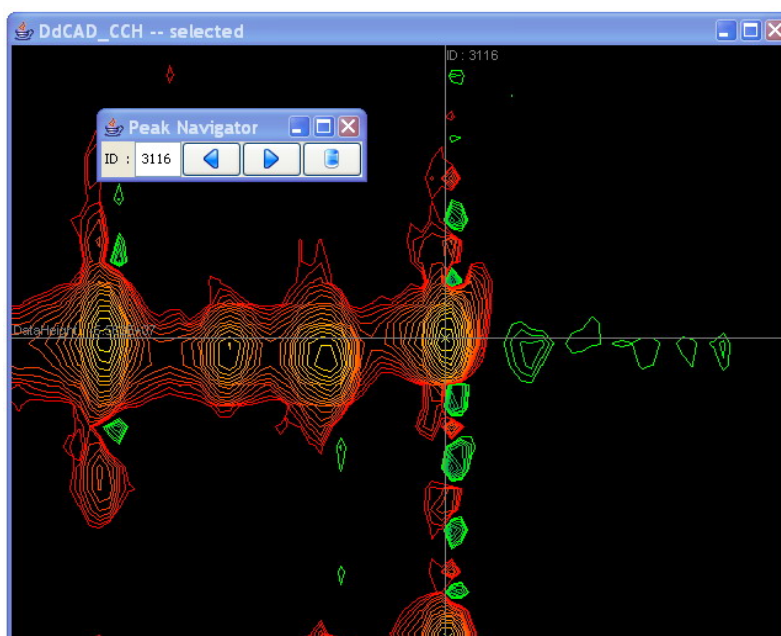 DdCAD_CCH -- selected
ID : 3116
Peak Navigator
ID : 3116